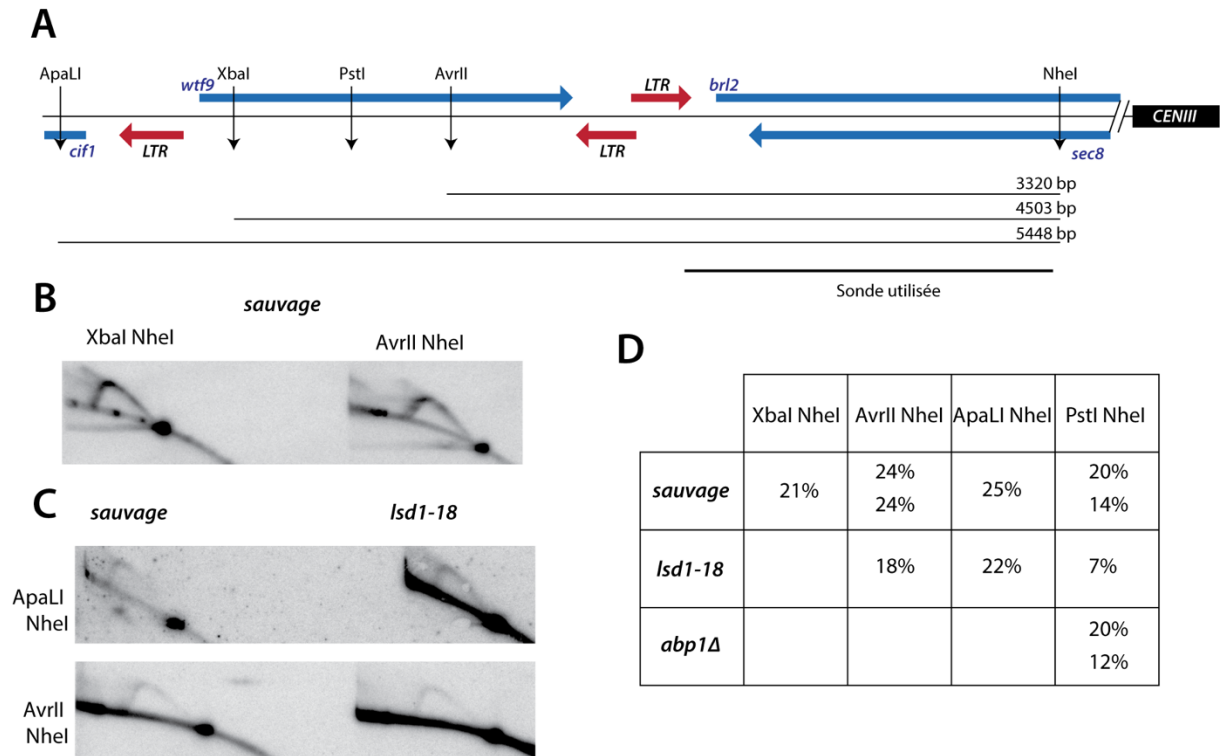 A
ApaLI
wtf9
XbaI
PstI
AvrII
LTR
brl2
NheI
CENIII
cif1
LTR
LTR
sec8
3320 bp
4503 bp
5448 bp
Sonde utilisée
B
sauvage
XbaI NheI
AvrII NheI
C
sauvage
lsd1-18
ApaLI
NheI
AvrII
NheI
D
XbaI NheI AvrII NheI ApaLI NheI PstI NheI
sauvage 21% 24% 24% 25% 20% 14%
lsd1-18 18% 22% 7%
abp1Δ 20% 12%